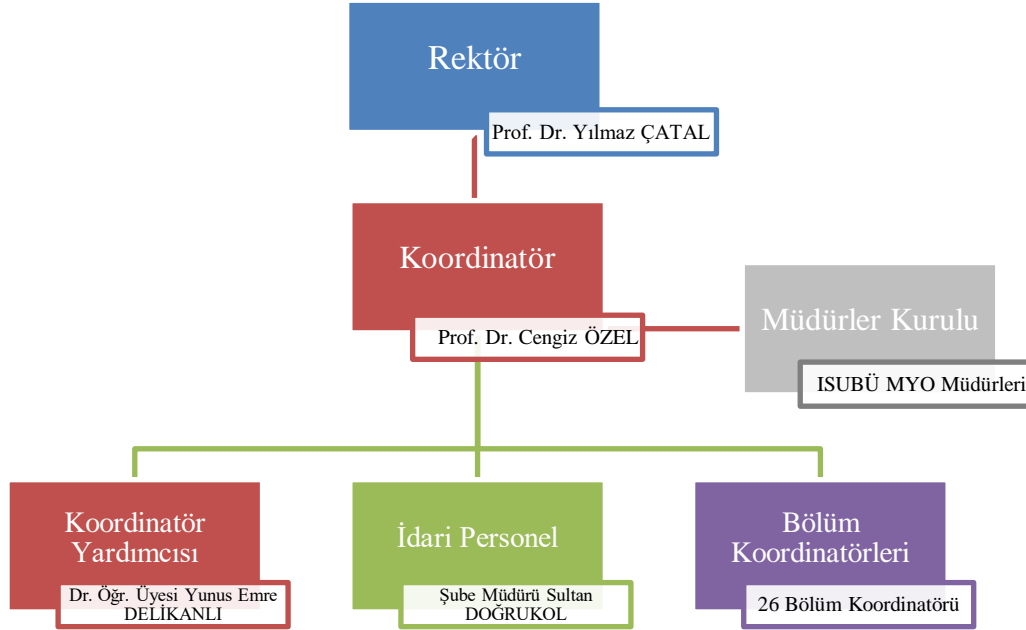 Rektör
Prof. Dr. Yılmaz ÇATAL
Koordinatör
Prof. Dr. Cengiz ÖZEL
Müdürler Kurulu
ISUBÜ MYO Müdürleri
Koordinatör
Yardımcısı
Dr. Öğr. Üyesi Yunus Emre
DELİKANLI
İdari Personel
Şube Müdürü Sultan
DOĞRUKOL
Bölüm
Koordinatörleri
26 Bölüm Koordinatörü